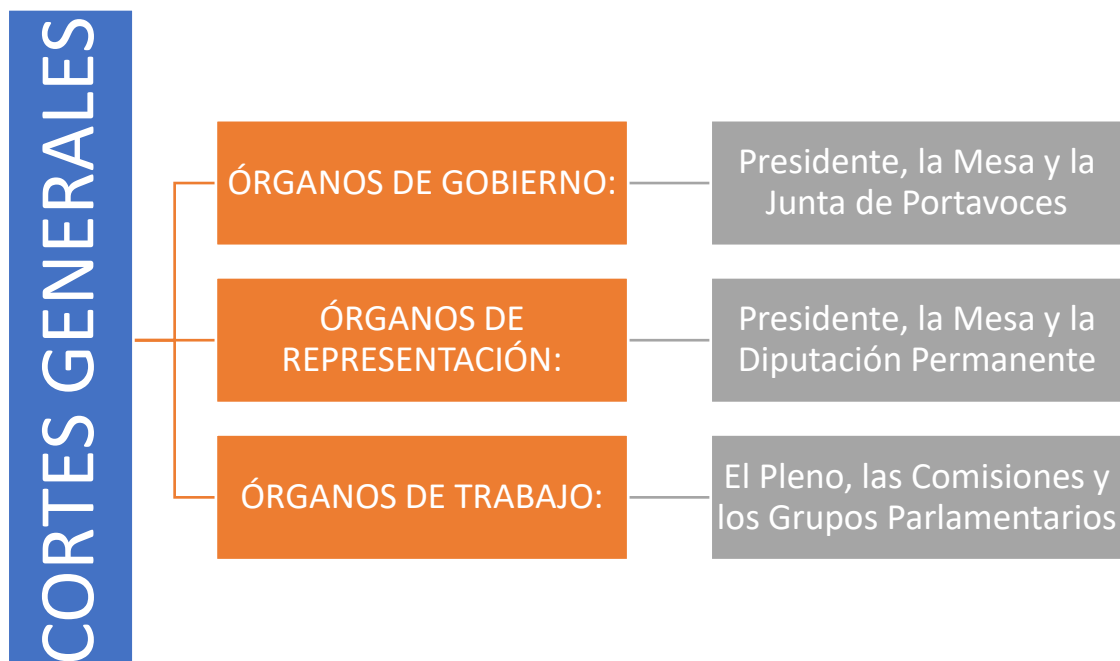 CORTES GENERALES
ÓRGANOS DE GOBIERNO:
Presidente, la Mesa y la
Junta de Portavoces
ÓRGANOS DE
REPRESENTACIÓN:
Presidente, la Mesa y la
Diputación Permanente
ÓRGANOS DE TRABAJO:
El Pleno, las Comisiones y
los Grupos Parlamentarios